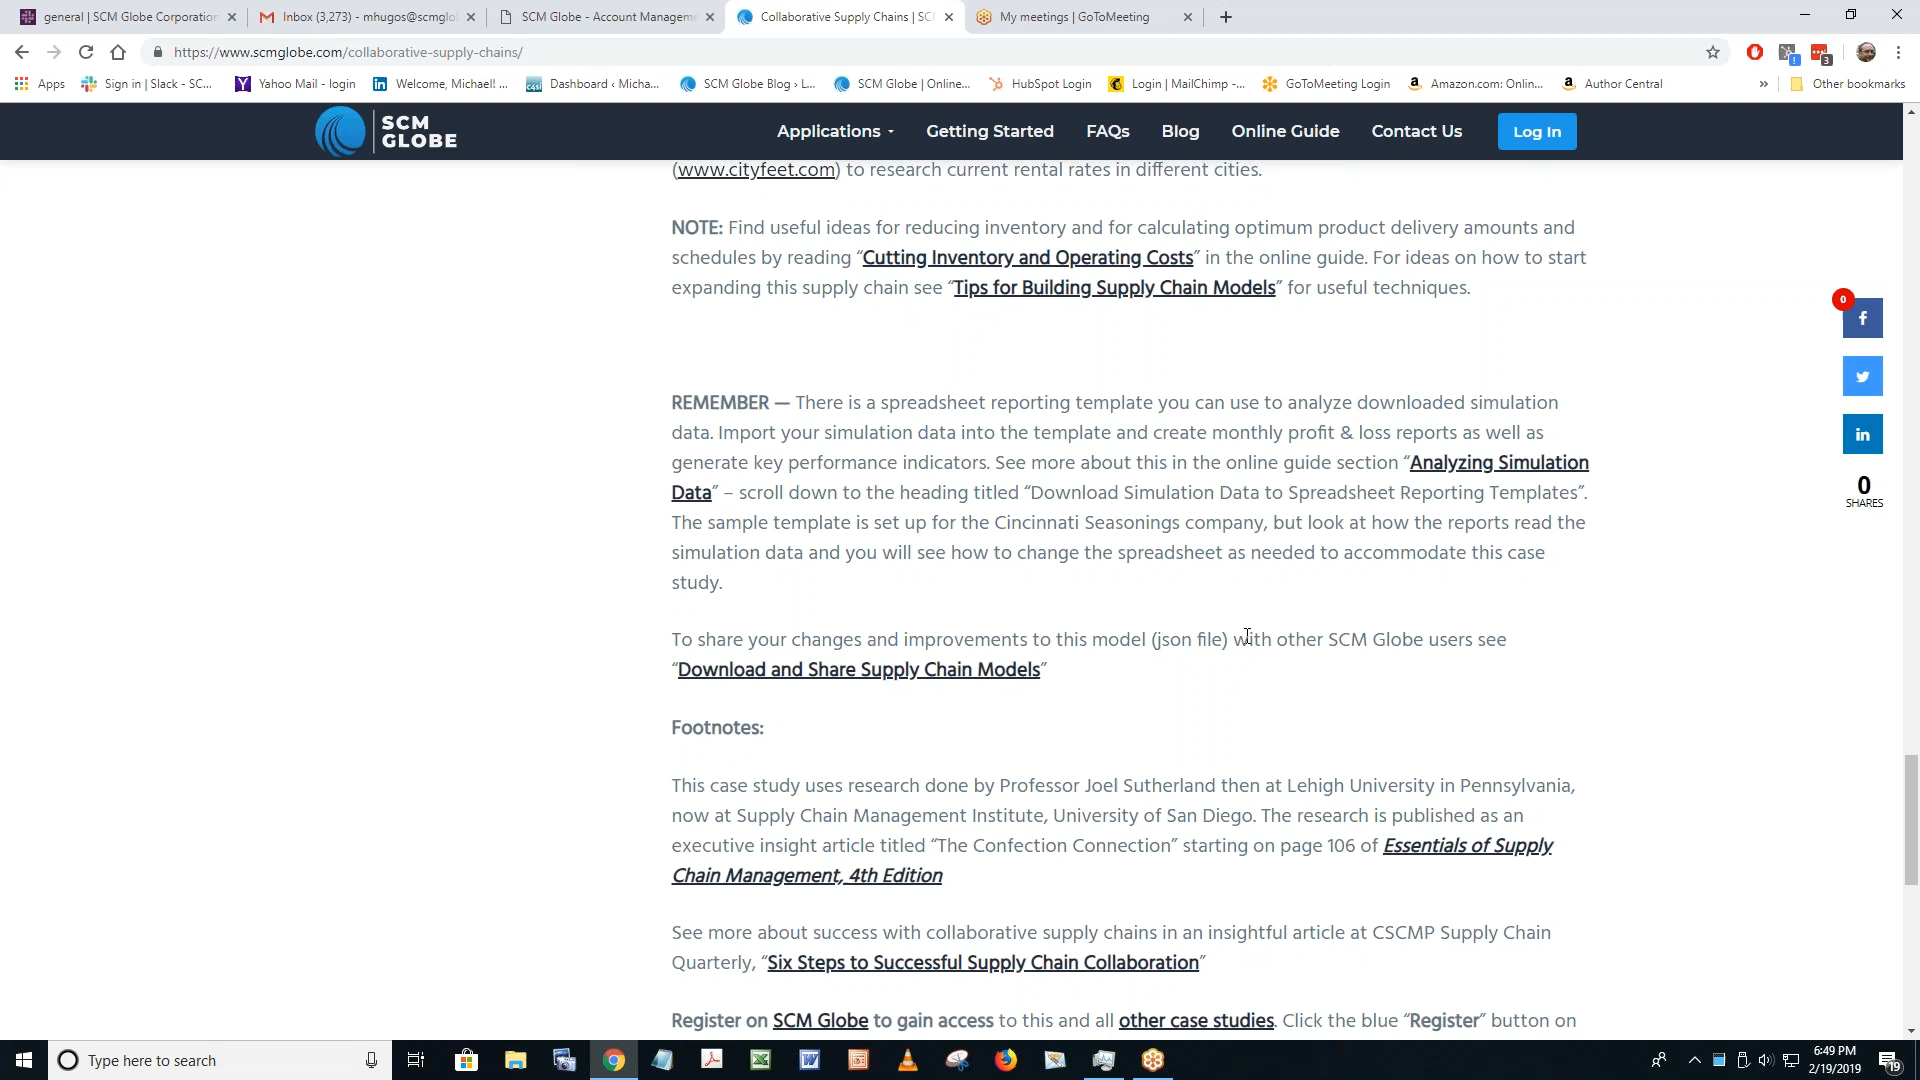 general | SCM Globe Corporation
Inbox (3,273) - mhugos@scmglo
SCM Globe - Account Manageme
Collaborative Supply Chains | SC
My meetings | GoToMeeting
https://www.scmglobe.com/collaborative-supply-chains/
Apps
Sign in | Slack - SC...
Yahoo Mail - login
Welcome, Michael! ...
Dashboard ‹ Micha...
SCM Globe Blog › L...
SCM Globe | Online...
HubSpot Login
Login | MailChimp -...
GoToMeeting Login
Amazon.com: Onlin...
Author Central
Other bookmarks
SCM
GLOBE
Applications
Getting Started
FAQs
Blog
Online Guide
Contact Us
Log In
(www.cityfeet.com) to research current rental rates in different cities.
NOTE: Find useful ideas for reducing inventory and for calculating optimum product delivery amounts and
schedules by reading “Cutting Inventory and Operating Costs” in the online guide. For ideas on how to start
expanding this supply chain see “Tips for Building Supply Chain Models” for useful techniques.
REMEMBER — There is a spreadsheet reporting template you can use to analyze downloaded simulation
data. Import your simulation data into the template and create monthly profit & loss reports as well as
generate key performance indicators. See more about this in the online guide section “Analyzing Simulation
Data” – scroll down to the heading titled “Download Simulation Data to Spreadsheet Reporting Templates”.
The sample template is set up for the Cincinnati Seasonings company, but look at how the reports read the
simulation data and you will see how to change the spreadsheet as needed to accommodate this case
study.
To share your changes and improvements to this model (json file) with other SCM Globe users see
“Download and Share Supply Chain Models”
Footnotes:
This case study uses research done by Professor Joel Sutherland then at Lehigh University in Pennsylvania,
now at Supply Chain Management Institute, University of San Diego. The research is published as an
executive insight article titled “The Confection Connection” starting on page 106 of Essentials of Supply
Chain Management, 4th Edition
See more about success with collaborative supply chains in an insightful article at CSCMP Supply Chain
Quarterly, “Six Steps to Successful Supply Chain Collaboration”
Register on SCM Globe to gain access to this and all other case studies. Click the blue “Register” button on
0
0
SHARES
Type here to search
6:49 PM
2/19/2019
19